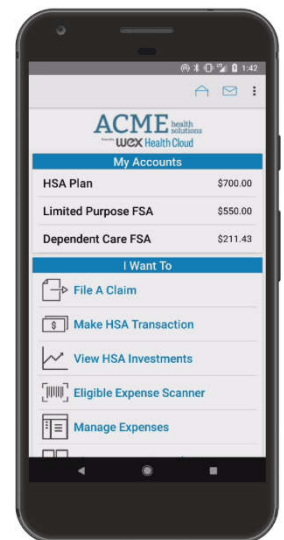 1:42
ACME health solutions
wex Health Cloud
My Accounts
HSA Plan $700.00
Limited Purpose FSA $550.00
Dependent Care FSA $211.43
I Want To
File A Claim
$
Make HSA Transaction
View HSA Investments
Eligible Expense Scanner
Manage Expenses